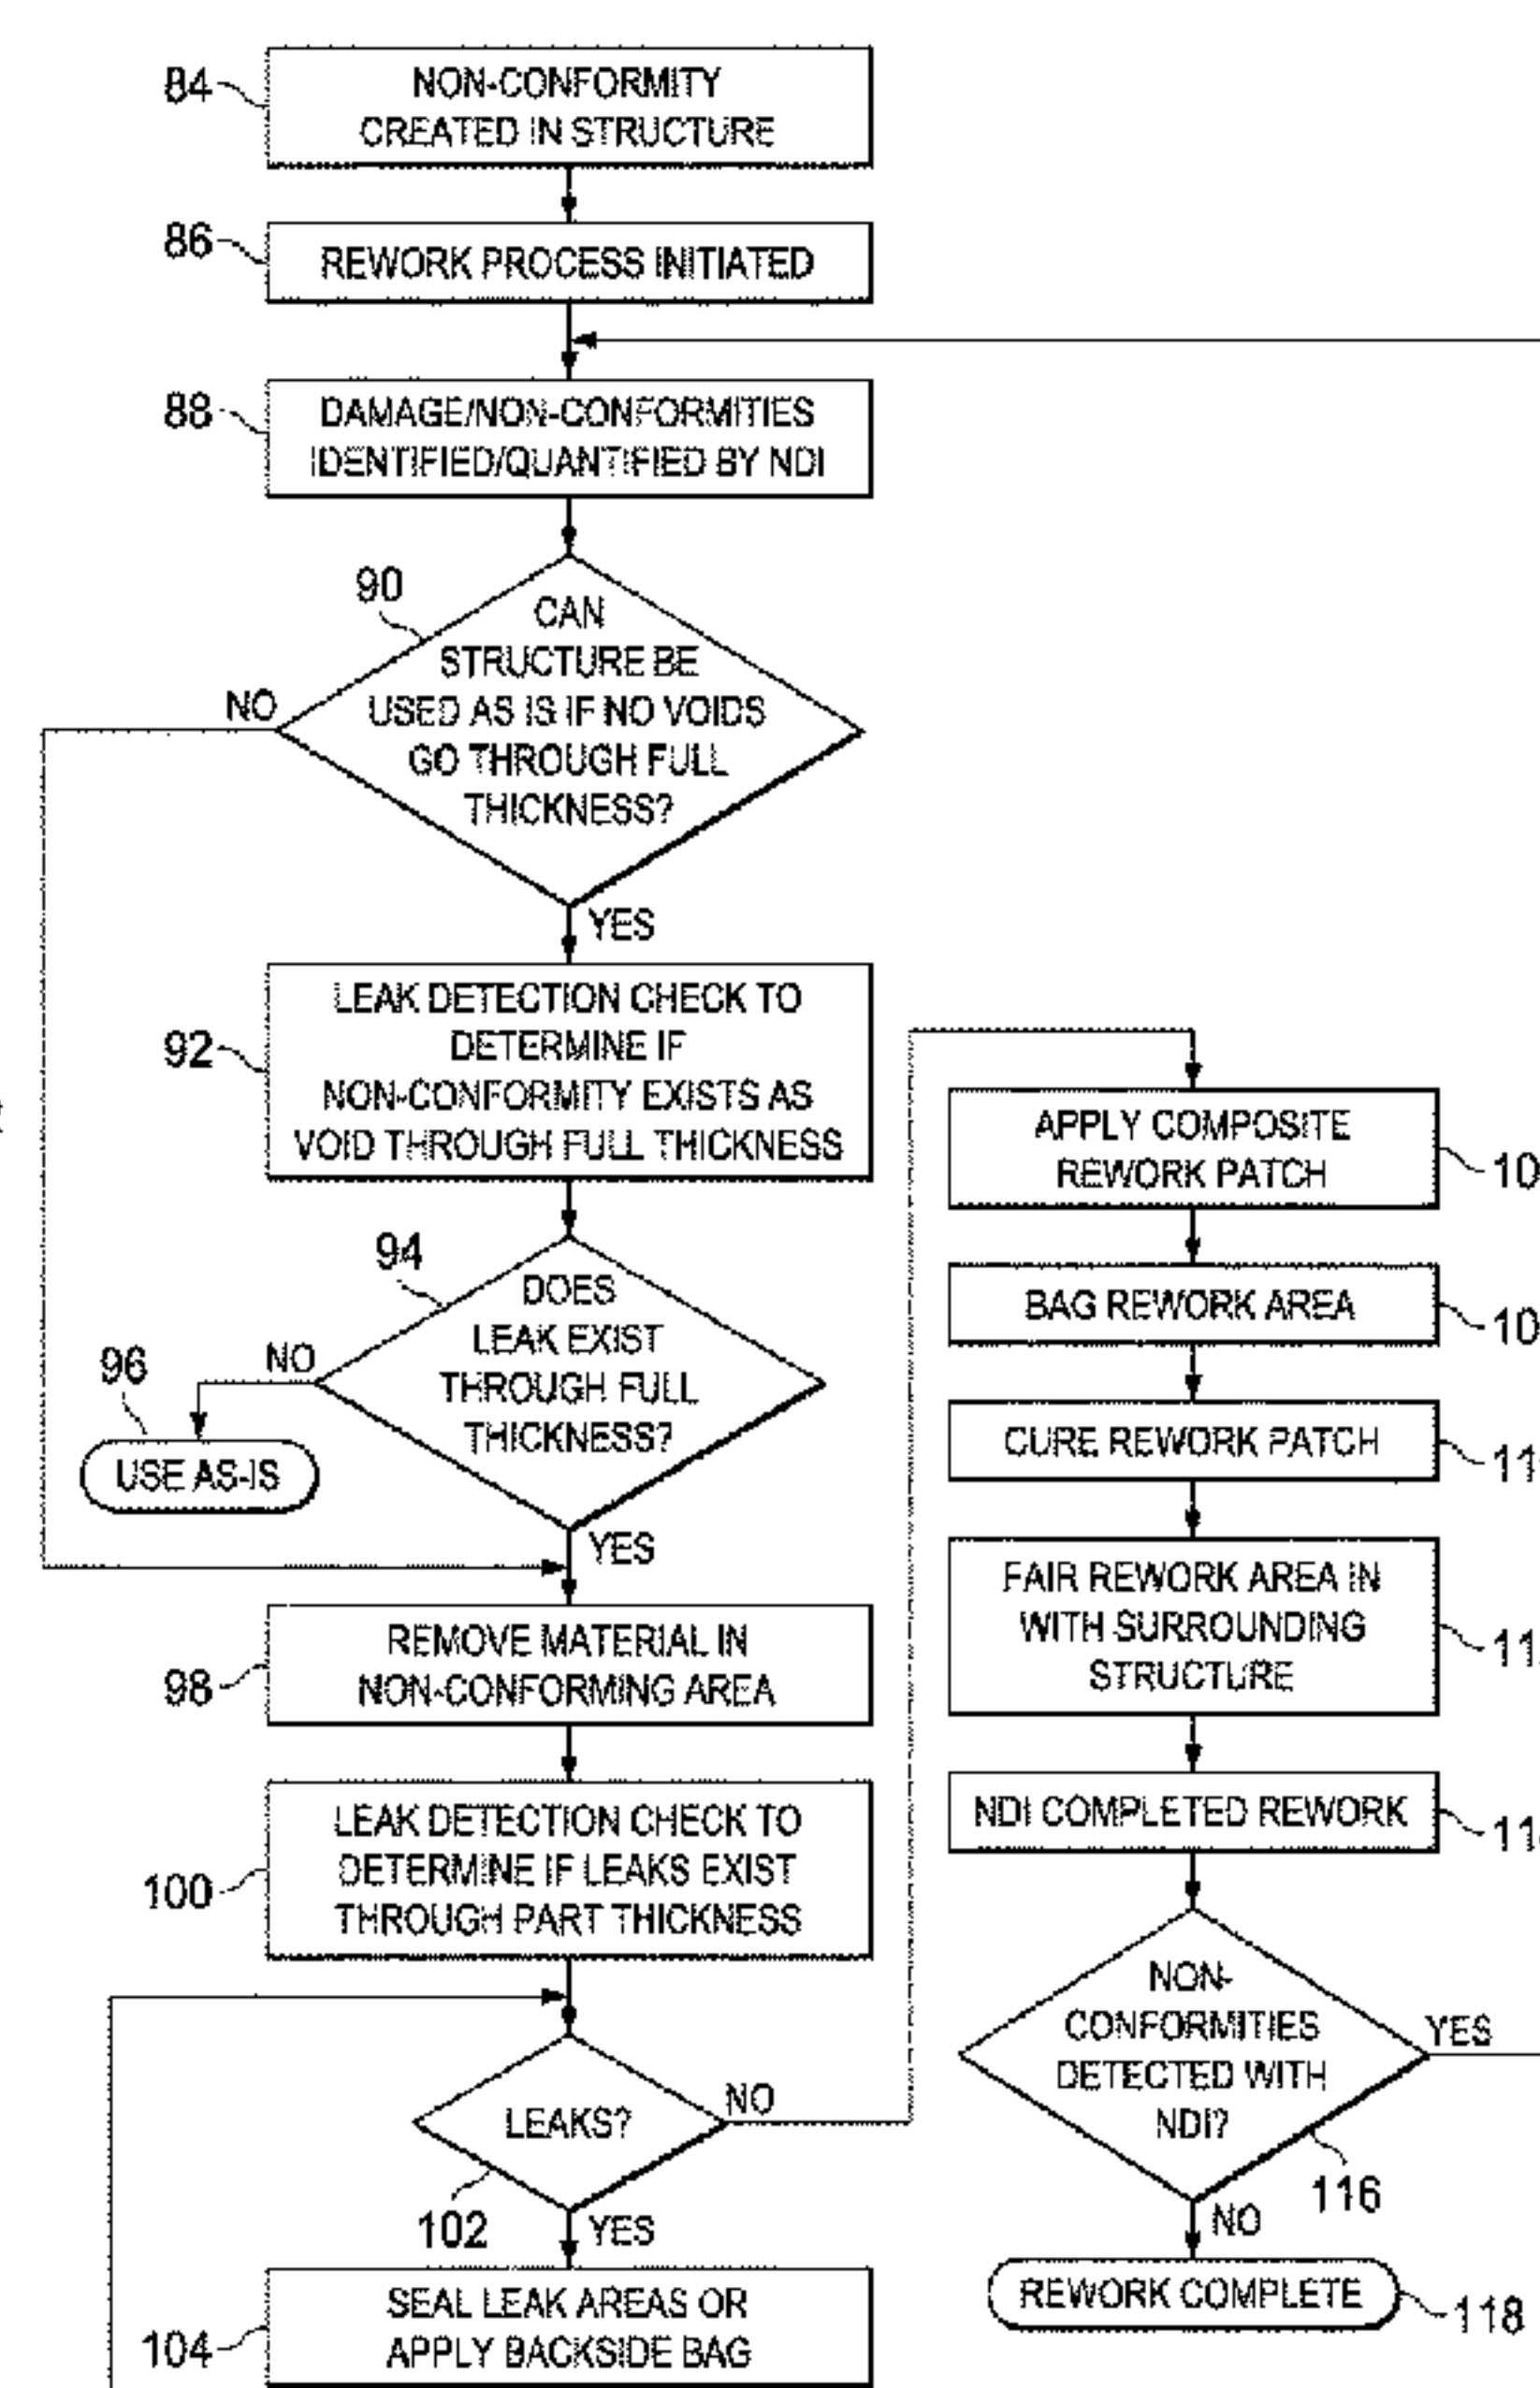 84
NON-CONFORMITY
CREATED IN STRUCTURE
86
REWORK PROCESS INITIATED
88
DAMAGE/NON-CONFORMITIES
IDENTIFIED/QUANTIFIED BY NDI
90
CAN
STRUCTURE BE
USED AS IS IF NO VOIDS
GO THROUGH FULL
THICKNESS?
NO
YES
92
LEAK DETECTION CHECK TO
DETERMINE IF
NON-CONFORMITY EXISTS AS
VOID THROUGH FULL THICKNESS
94
DOES
LEAK EXIST
THROUGH FULL
THICKNESS?
NO
96
USE AS-IS
YES
98
REMOVE MATERIAL IN
NON-CONFORMING AREA
100
LEAK DETECTION CHECK TO
DETERMINE IF LEAKS EXIST
THROUGH PART THICKNESS
LEAKS?
NO
102
YES
104
SEAL LEAK AREAS OR
APPLY BACKSIDE BAG
APPLY COMPOSITE
REWORK PATCH
BAG REWORK AREA
CURE REWORK PATCH
FAIR REWORK AREA IN
WITH SURROUNDING
STRUCTURE
NDI COMPLETED REWORK
NON-
CONFORMITIES
DETECTED WITH
NDI?
YES
116
NO
REWORK COMPLETE
118